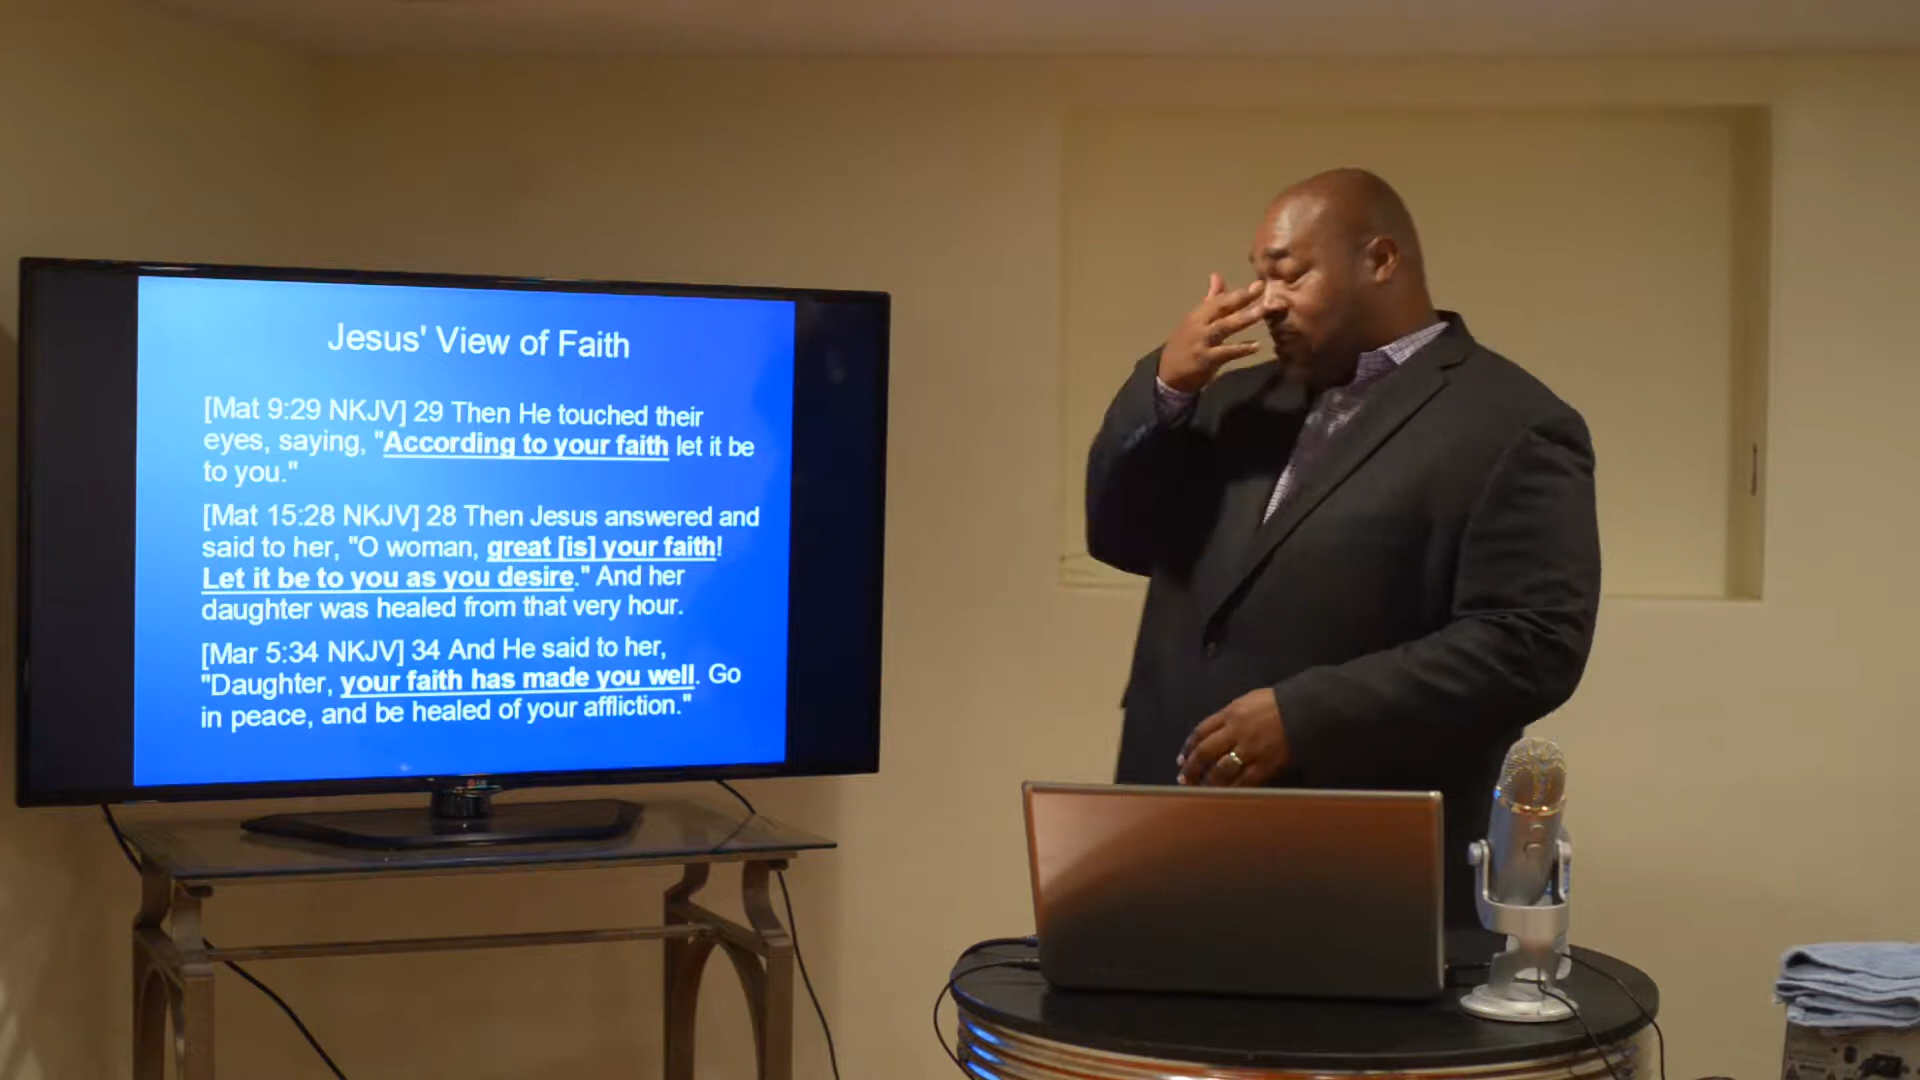 Jesus' View of Faith
[Mat 9:29 NKJV] 29 Then He touched their
eyes, saying, "According to your faith let it be
to you."
[Mat 15:28 NKJV] 28 Then Jesus answered and
said to her, "O woman, great [is] your faith!
Let it be to you as you desire." And her
daughter was healed from that very hour.
[Mar 5:34 NKJV] 34 And He said to her,
"Daughter, your faith has made you well. Go
in peace, and be healed of your affliction."
LG